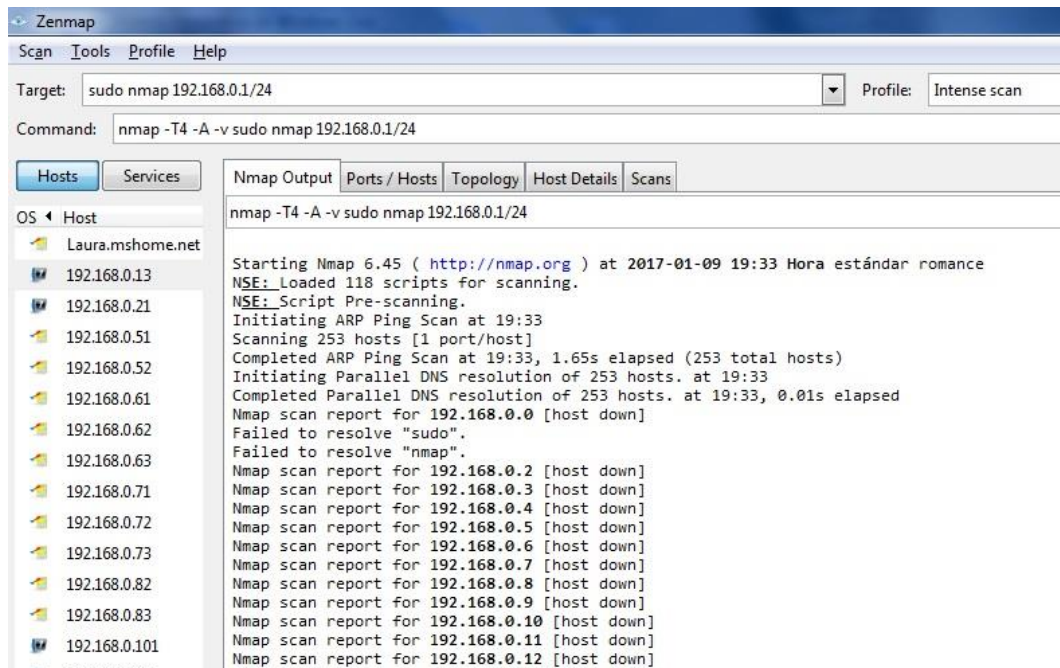 Zenmap
Scan Tools Profile Help
Target: sudo nmap 192.168.0.1/24 Profile: Intense scan
Command: nmap -T4 -A -v sudo nmap 192.168.0.1/24
Hosts Services
OS Host
Laura.mshome.net
192.168.0.13
192.168.0.21
192.168.0.51
192.168.0.52
192.168.0.61
192.168.0.62
192.168.0.63
192.168.0.71
192.168.0.72
192.168.0.73
192.168.0.82
192.168.0.83
192.168.0.101
Nmap Output Ports / Hosts Topology Host Details Scans
nmap -T4 -A -v sudo nmap 192.168.0.1/24
Starting Nmap 6.45 ( http://nmap.org ) at 2017-01-09 19:33 Hora estándar romance
NSE: Loaded 118 scripts for scanning.
NSE: Script Pre-scanning.
Initiating ARP Ping Scan at 19:33
Scanning 253 hosts [1 port/host]
Completed ARP Ping Scan at 19:33, 1.65s elapsed (253 total hosts)
Initiating Parallel DNS resolution of 253 hosts. at 19:33
Completed Parallel DNS resolution of 253 hosts. at 19:33, 0.01s elapsed
Nmap scan report for 192.168.0.0 [host down]
Failed to resolve "sudo".
Failed to resolve "nmap".
Nmap scan report for 192.168.0.2 [host down]
Nmap scan report for 192.168.0.3 [host down]
Nmap scan report for 192.168.0.4 [host down]
Nmap scan report for 192.168.0.5 [host down]
Nmap scan report for 192.168.0.6 [host down]
Nmap scan report for 192.168.0.7 [host down]
Nmap scan report for 192.168.0.8 [host down]
Nmap scan report for 192.168.0.9 [host down]
Nmap scan report for 192.168.0.10 [host down]
Nmap scan report for 192.168.0.11 [host down]
Nmap scan report for 192.168.0.12 [host down]